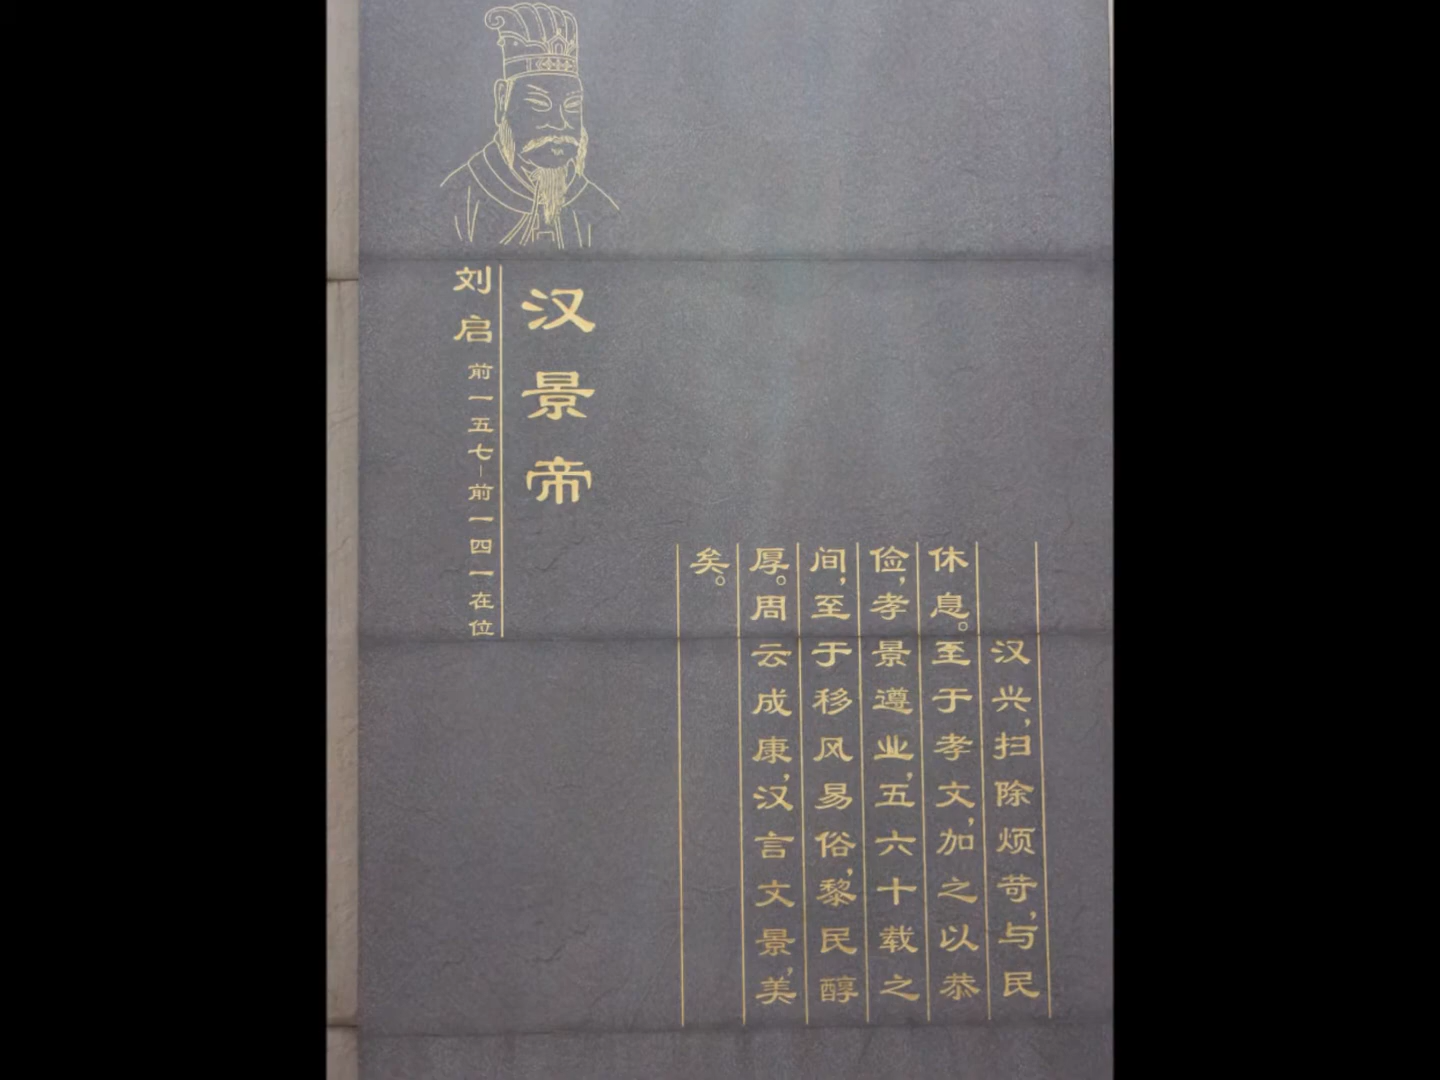 汉景帝
刘启 前一五七-前一四一在位
汉兴，扫除烦苛，与民
休息。至于孝文，加之以恭
俭，孝景遵业，五六十载之
间，至于移风易俗，黎民醇
厚。周云成康，汉言文景，美
矣。